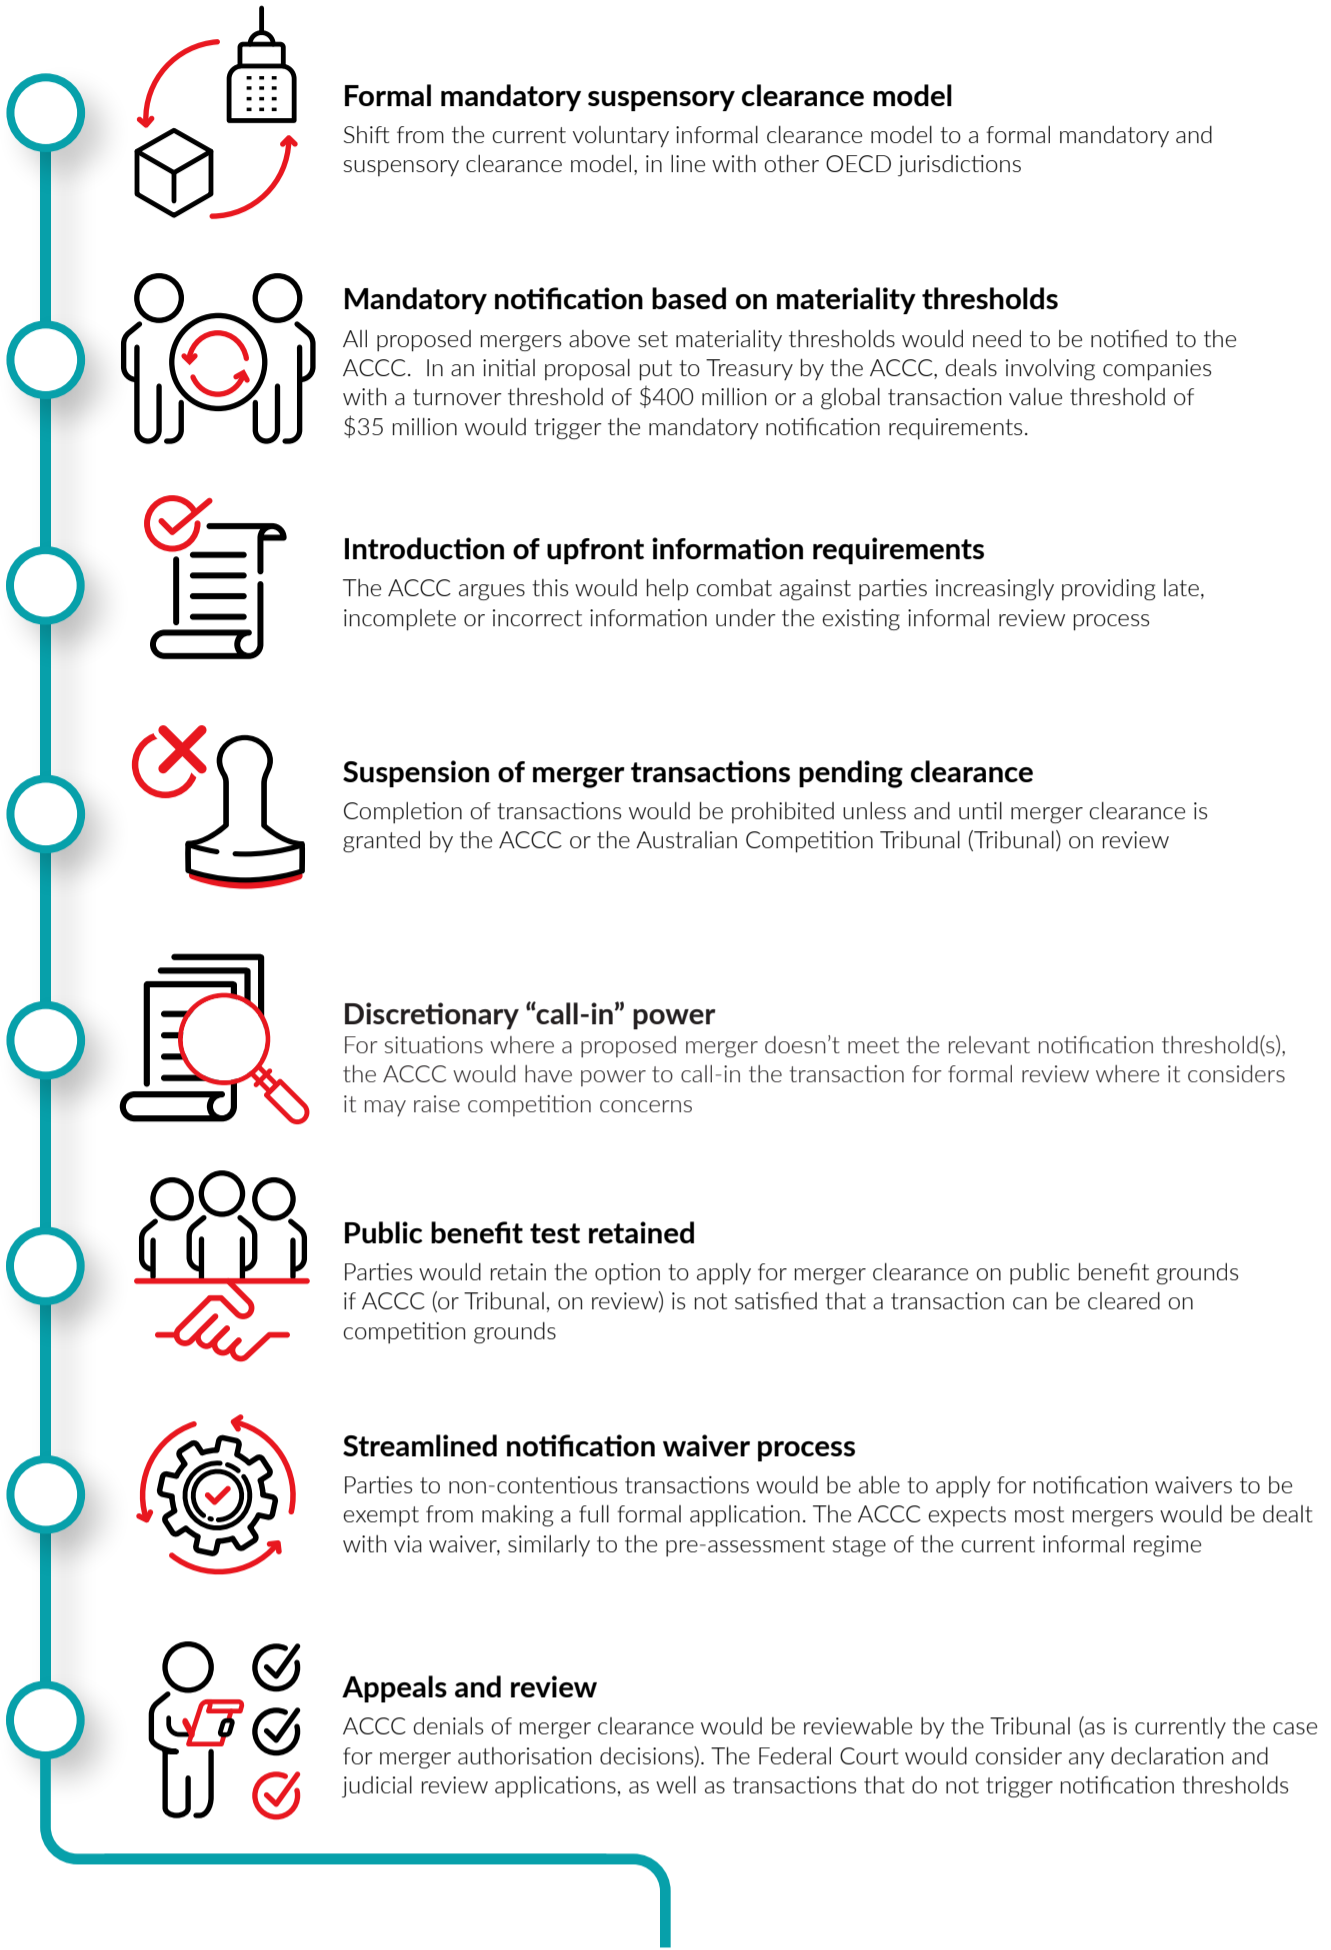 Formal mandatory suspensory clearance model
Shift from the current voluntary informal clearance model to a formal mandatory and
suspensory clearance model, in line with other OECD jurisdictions
Mandatory notification based on materiality thresholds
All proposed mergers above set materiality thresholds would need to be notified to the
ACCC.  In an initial proposal put to Treasury by the ACCC, deals involving companies
with a turnover threshold of $400 million or a global transaction value threshold of
$35 million would trigger the mandatory notification requirements.
Introduction of upfront information requirements
The ACCC argues this would help combat against parties increasingly providing late,
incomplete or incorrect information under the existing informal review process
Suspension of merger transactions pending clearance
Completion of transactions would be prohibited unless and until merger clearance is
granted by the ACCC or the Australian Competition Tribunal (Tribunal) on review
Discretionary “call-in” power
For situations where a proposed merger doesn’t meet the relevant notification threshold(s),
the ACCC would have power to call-in the transaction for formal review where it considers
it may raise competition concerns
Public benefit test retained
Parties would retain the option to apply for merger clearance on public benefit grounds
if ACCC (or Tribunal, on review) is not satisfied that a transaction can be cleared on
competition grounds
Streamlined notification waiver process
Parties to non-contentious transactions would be able to apply for notification waivers to be
exempt from making a full formal application. The ACCC expects most mergers would be dealt
with via waiver, similarly to the pre-assessment stage of the current informal regime
Appeals and review
ACCC denials of merger clearance would be reviewable by the Tribunal (as is currently the case
for merger authorisation decisions). The Federal Court would consider any declaration and
judicial review applications, as well as transactions that do not trigger notification thresholds